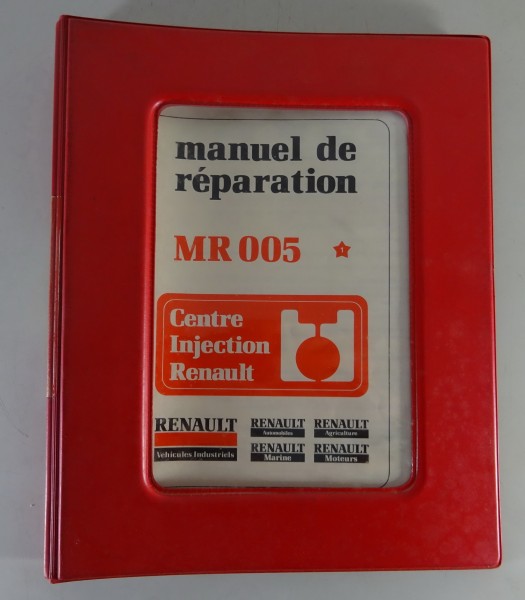 manuel de
réparation
MR 005 1
Centre
Injection
Renault
RENAULT
Véhicules Industriels
RENAULT
Automobiles
RENAULT
Agriculture
RENAULT
Marine
RENAULT
Moteurs